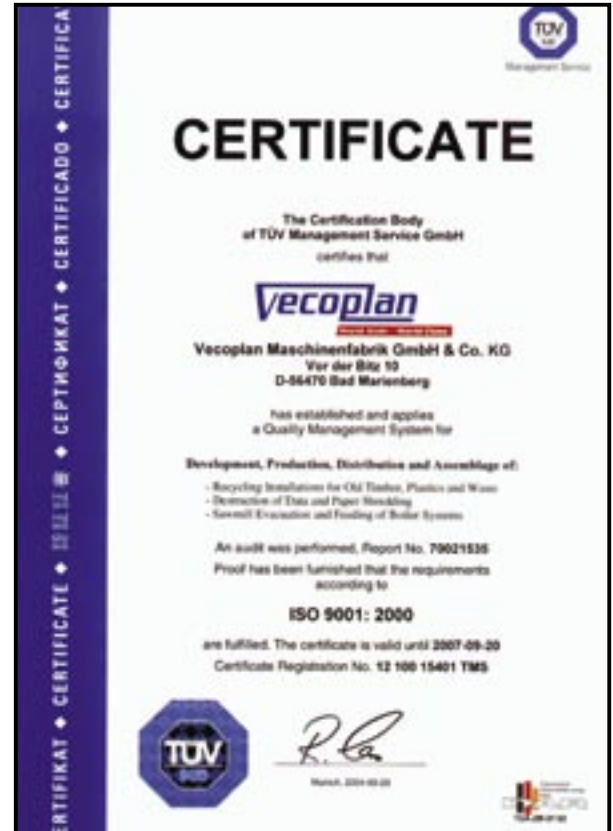 TÜV
SÜD
Management Service
CERTIFICATE
The Certification Body
of TÜV Management Service GmbH
certifies that
vecoplan
Vecoplan Maschinenfabrik GmbH & Co. KG
Vor der Bitz 10
D-56470 Bad Marienberg
has established and applies
a Quality Management System for
Development, Production, Distribution and Assemblage of:
- Recycling Installations for Old Timber, Plastics and Waste
- Destruction of Data and Paper Shredding
- Sawmill Evacuation and Feeding of Boiler Systems
An audit was performed, Report No. 70021535
Proof has been furnished that the requirements
according to
ISO 9001: 2000
are fulfilled. The certificate is valid until 2007-09-20
Certificate Registration No. 12 100 15401 TMS
TÜV
SÜD
Munich,
ERTIFIKAT ◆ CERTIFICATE ◆ ◆ СЕРТИФИКАТ ◆ CERTIFICADO ◆ CERTIFICA